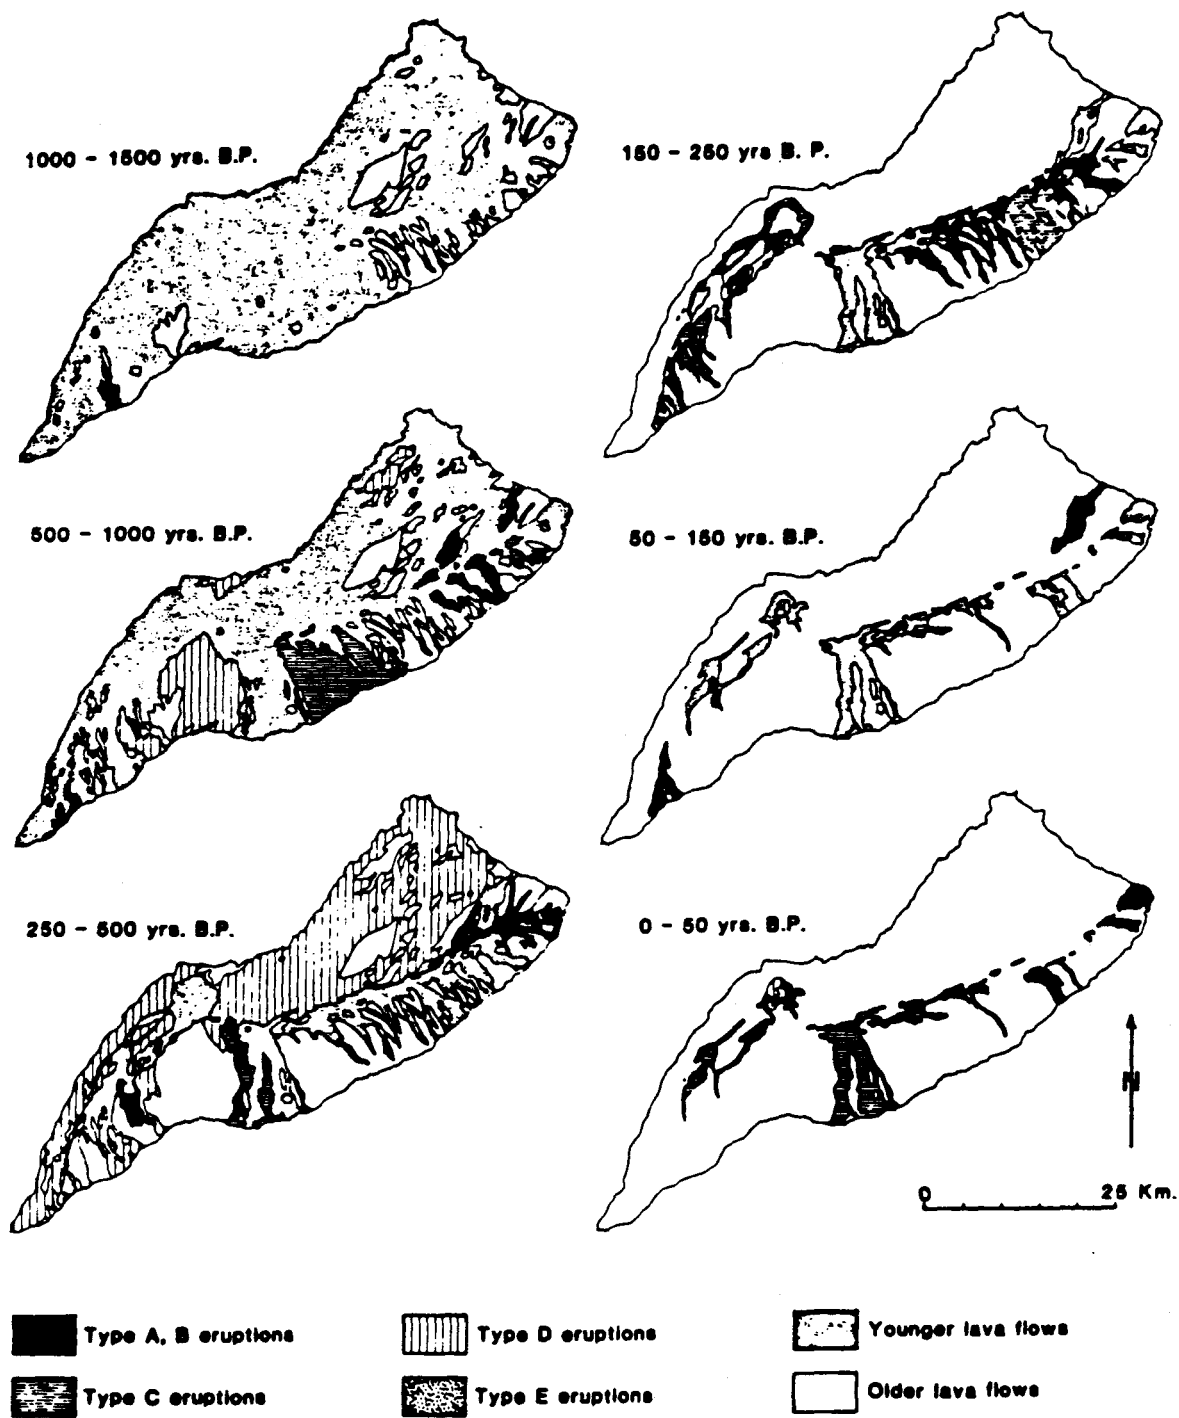 1000 - 1500 yrs. B.P.
150 - 250 yrs B. P.
500 - 1000 yrs. B.P.
50 - 150 yrs. B.P.
250 - 500 yrs. B.P.
0 - 50 yrs. B.P.
N
0 25 Km.
Type A, B eruptions
Type D eruptions
Younger lava flows
Type C eruptions
Type E eruptions
Older lava flows